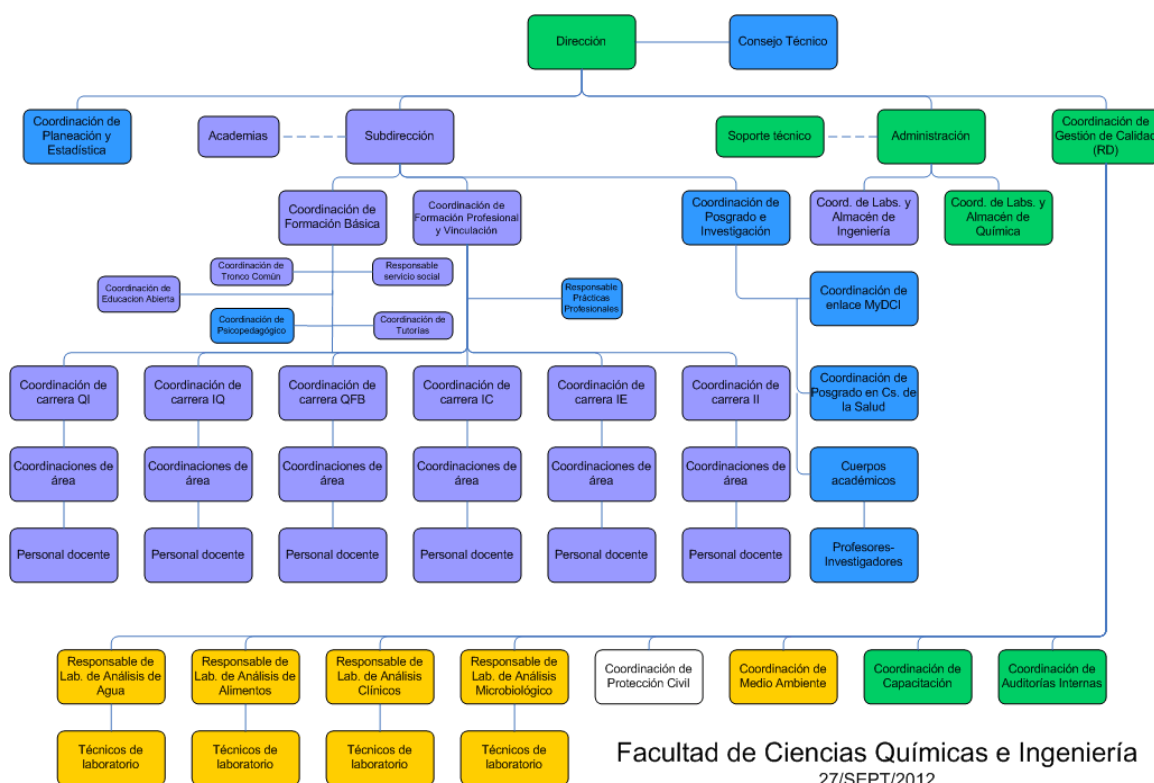 Dirección
Consejo Técnico
Coordinación de
Planeación y
Estadística
Academias
Subdirección
Soporte técnico
Administración
Coordinación de
Gestión de Calidad
(RD)
Coordinación de
Formación Básica
Coordinación de
Formación Profesional
y Vinculación
Coordinación de
Posgrado e
Investigación
Coord. de Labs. y
Almacén de
Ingeniería
Coord. de Labs. y
Almacén de
Química
Coordinación de
Tronco Común
Responsable
servicio social
Coordinación de
Educacion Abierta
Responsable
Prácticas
Profesionales
Coordinación de
enlace MyDCI
Coordinación de
Psicopedagógico
Coordinación de
Tutorías
Coordinación de
carrera QI
Coordinación de
carrera IQ
Coordinación de
carrera QFB
Coordinación de
carrera IC
Coordinación de
carrera IE
Coordinación de
carrera II
Coordinación de
Posgrado en Cs. de
la Salud
Coordinaciones de
área
Coordinaciones de
área
Coordinaciones de
área
Coordinaciones de
área
Coordinaciones de
área
Coordinaciones de
área
Cuerpos
académicos
Personal docente
Personal docente
Personal docente
Personal docente
Personal docente
Personal docente
Profesores-
Investigadores
Responsable de
Lab. de Análisis de
Agua
Responsable de
Lab. de Análisis de
Alimentos
Responsable de
Lab. de Análisis
Clínicos
Responsable de
Lab. de Análisis
Microbiológico
Coordinación de
Protección Civil
Coordinación de
Medio Ambiente
Coordinación de
Capacitación
Coordinación de
Auditorías Internas
Técnicos de
laboratorio
Técnicos de
laboratorio
Técnicos de
laboratorio
Técnicos de
laboratorio
Facultad de Ciencias Químicas e Ingeniería
27/SEPT/2012